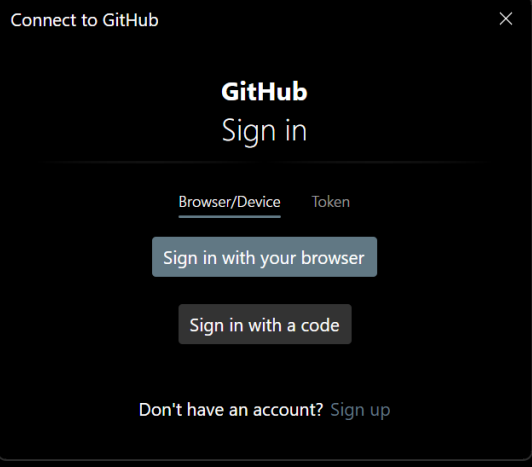 Connect to GitHub
GitHub
Sign in
Browser/Device Token
Sign in with your browser
Sign in with a code
Don't have an account? Sign up